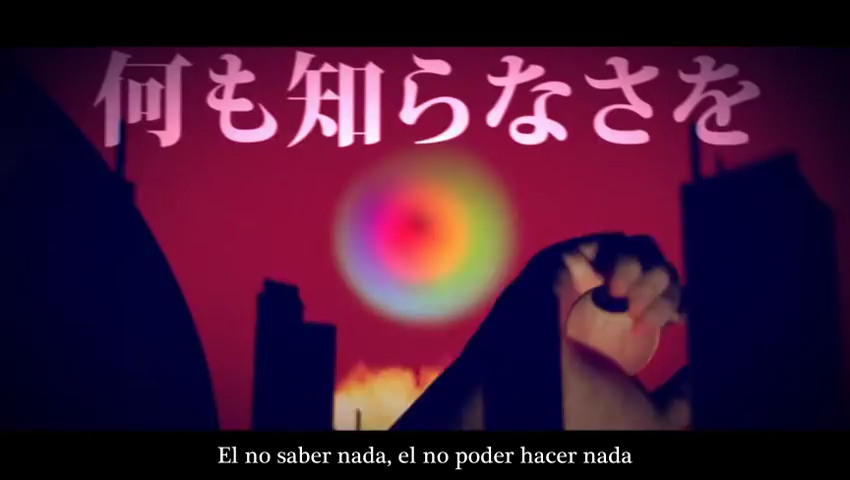 何も知らなさを
El no saber nada, el no poder hacer nada